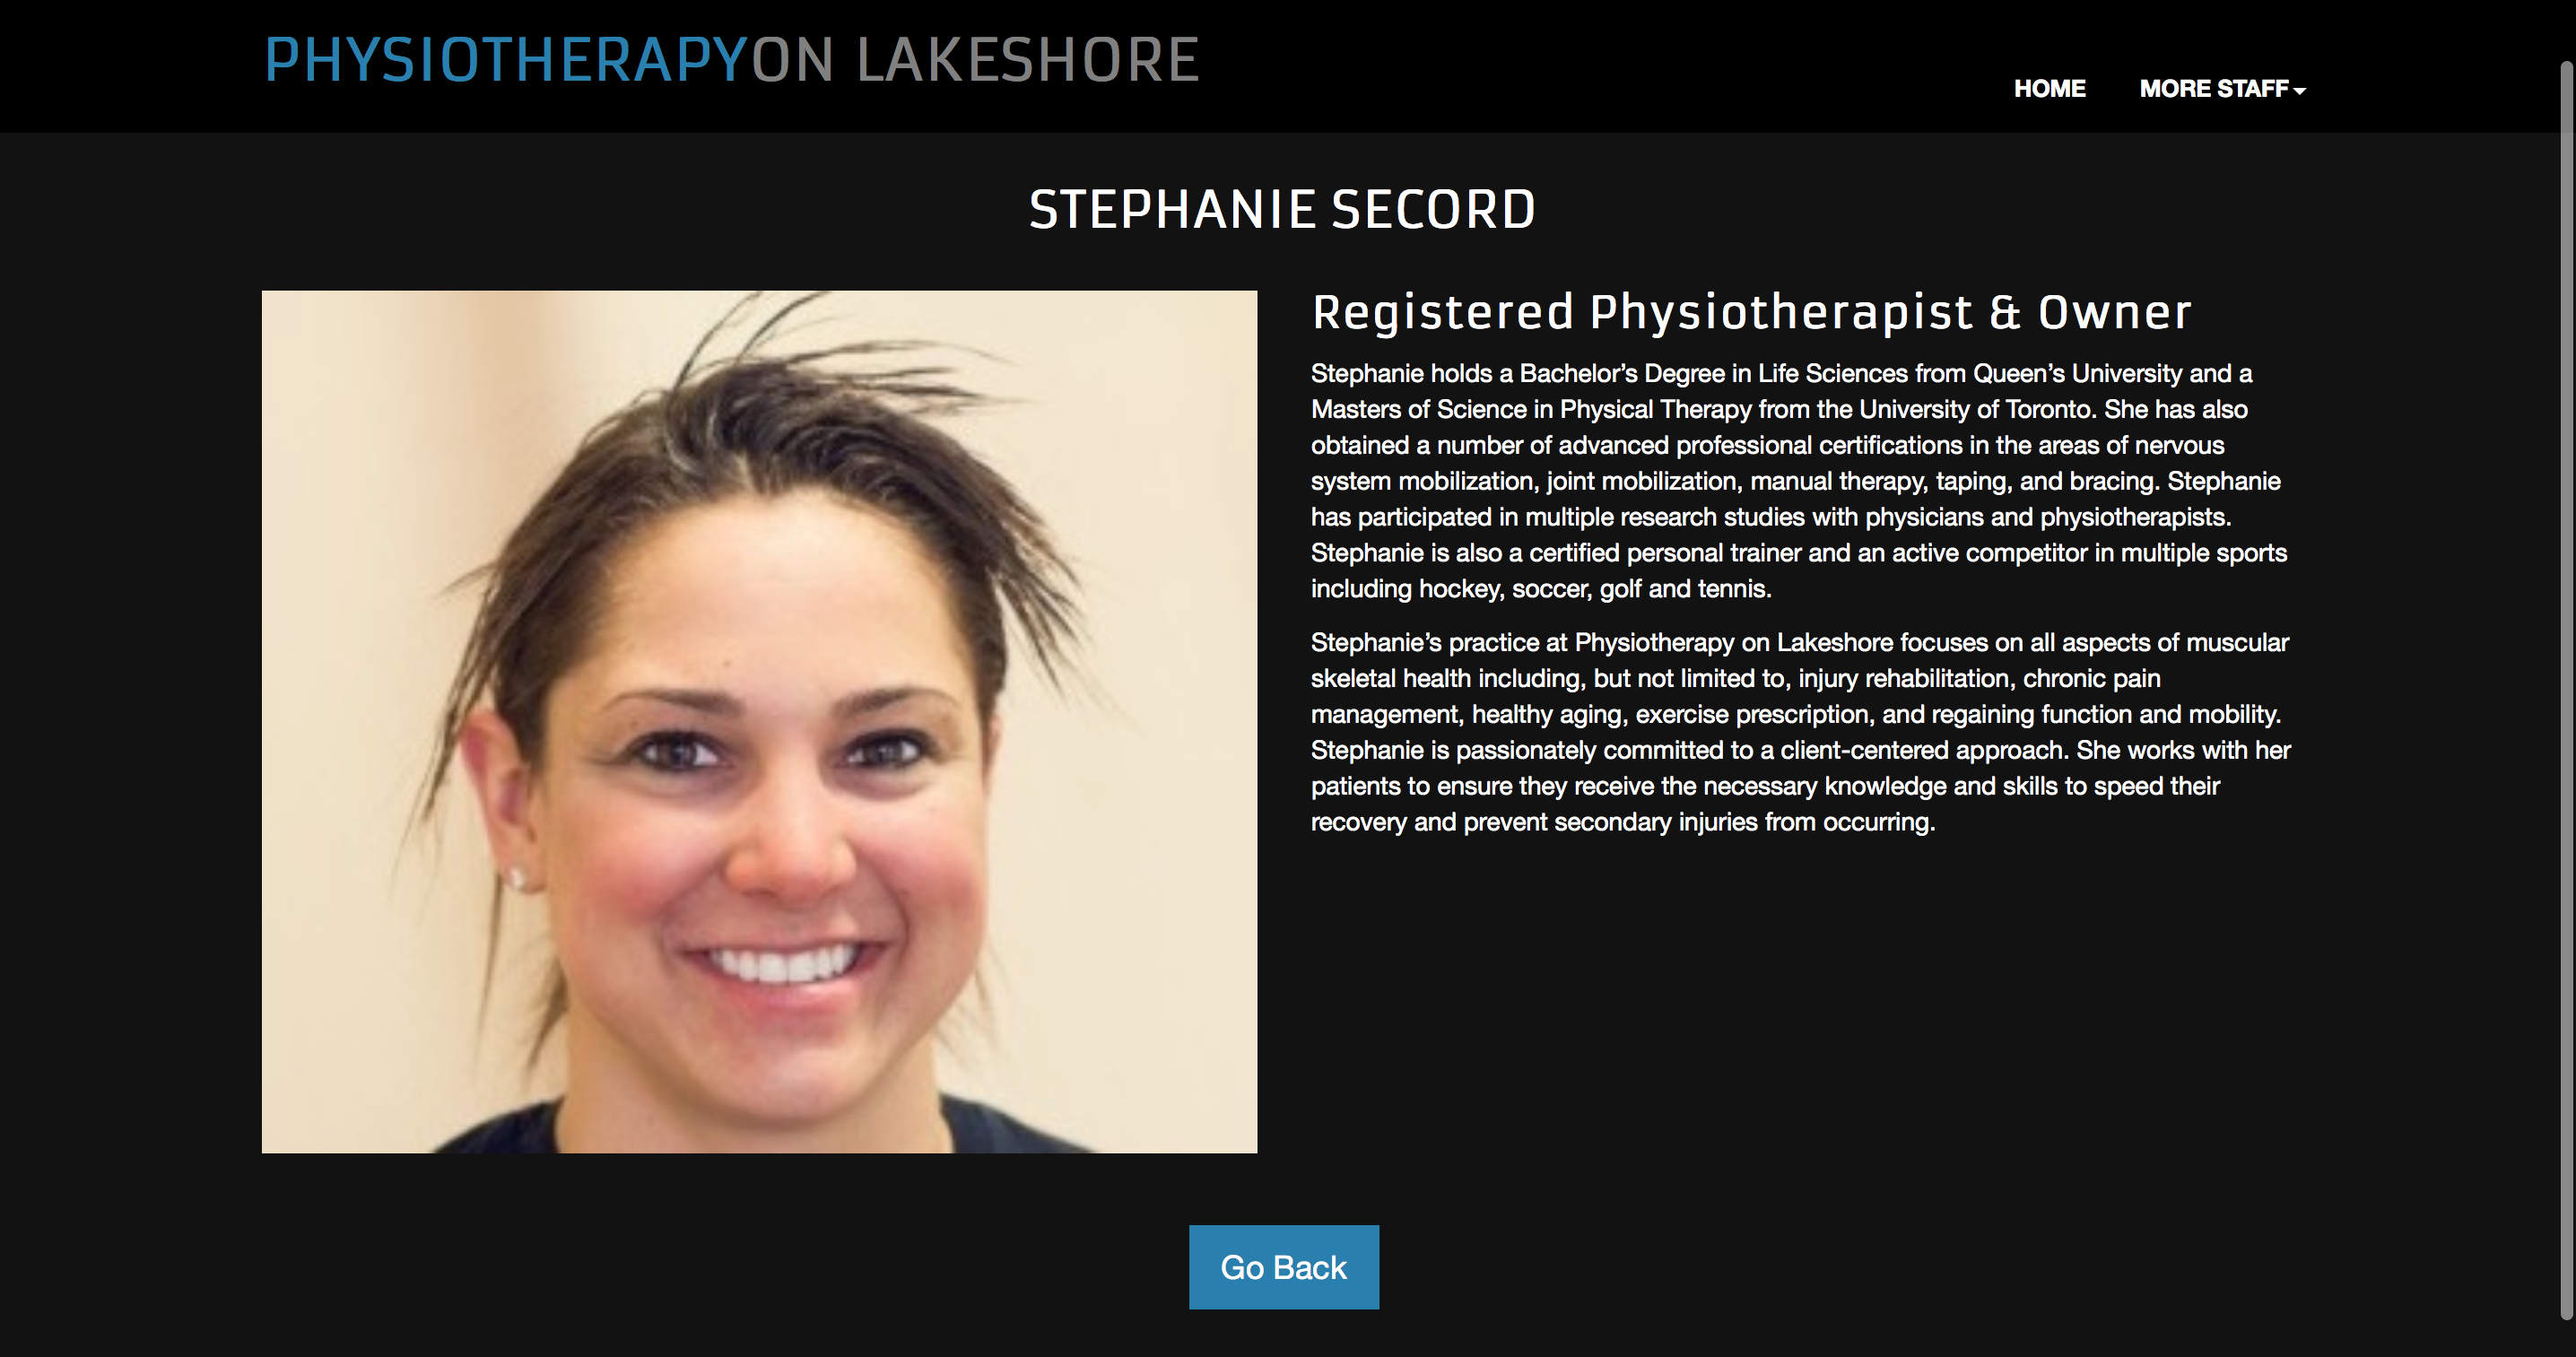 PHYSIOTHERAPYON LAKESHORE
HOME MORE STAFF
STEPHANIE SECORD
Registered Physiotherapist & Owner
Stephanie holds a Bachelor’s Degree in Life Sciences from Queen’s University and a
Masters of Science in Physical Therapy from the University of Toronto. She has also
obtained a number of advanced professional certifications in the areas of nervous
system mobilization, joint mobilization, manual therapy, taping, and bracing. Stephanie
has participated in multiple research studies with physicians and physiotherapists.
Stephanie is also a certified personal trainer and an active competitor in multiple sports
including hockey, soccer, golf and tennis.
Stephanie’s practice at Physiotherapy on Lakeshore focuses on all aspects of muscular
skeletal health including, but not limited to, injury rehabilitation, chronic pain
management, healthy aging, exercise prescription, and regaining function and mobility.
Stephanie is passionately committed to a client-centered approach. She works with her
patients to ensure they receive the necessary knowledge and skills to speed their
recovery and prevent secondary injuries from occurring.
Go Back